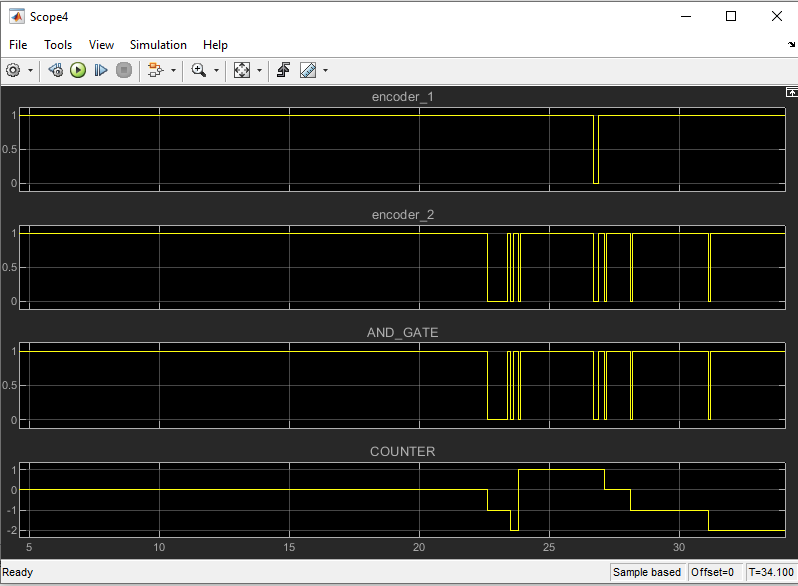 Scope4
File Tools View Simulation Help
encoder_1
1
0.5
0
encoder_2
1
0.5
0
AND_GATE
1
0.5
0
COUNTER
1
0
-1
-2
5 10 15 20 25 30
Ready Sample based Offset=0 T=34.100